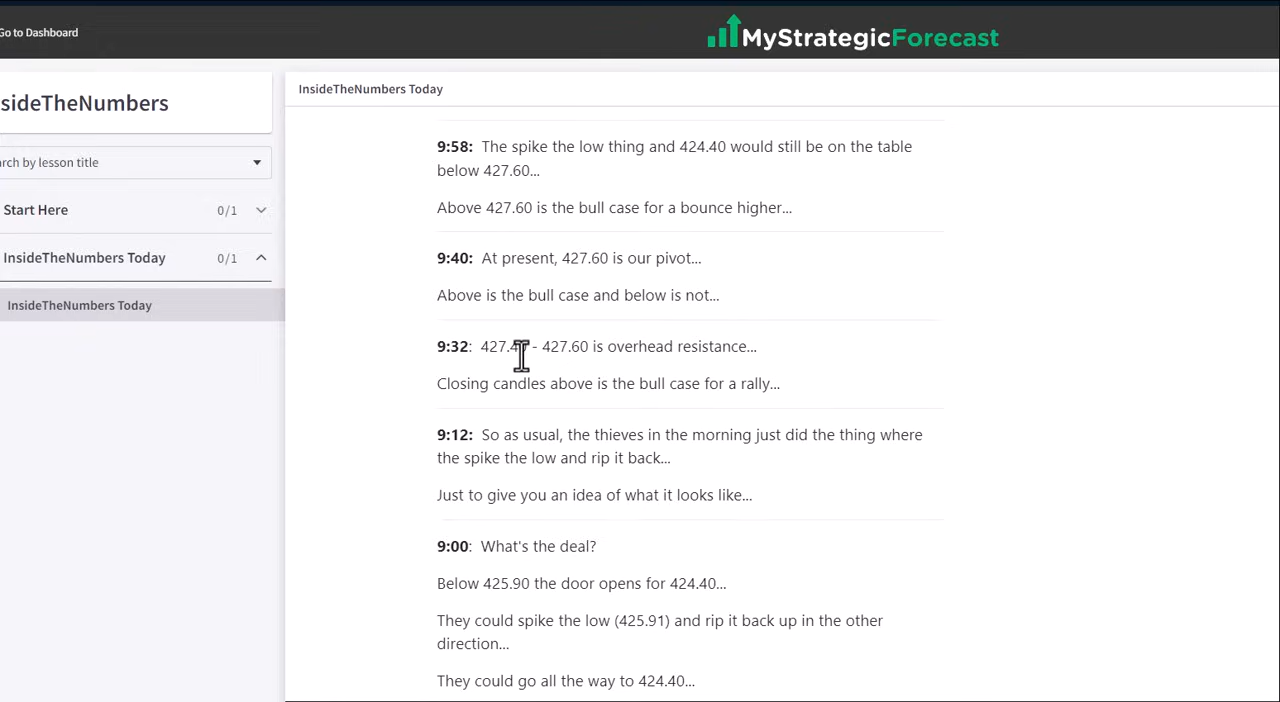 Go to Dashboard
MyStrategicForecast
sideTheNumbers
InsideTheNumbers Today
rch by lesson title
Start Here 0/1
InsideTheNumbers Today 0/1
InsideTheNumbers Today
9:58: The spike the low thing and 424.40 would still be on the table
below 427.60...
Above 427.60 is the bull case for a bounce higher...
9:40: At present, 427.60 is our pivot...
Above is the bull case and below is not...
9:32: - 427.60 is overhead resistance...
Closing candles above is the bull case for a rally...
9:12: So as usual, the thieves in the morning just did the thing where
the spike the low and rip it back...
Just to give you an idea of what it looks like...
9:00: What's the deal?
Below 425.90 the door opens for 424.40...
They could spike the low (425.91) and rip it back up in the other
direction...
They could go all the way to 424.40...